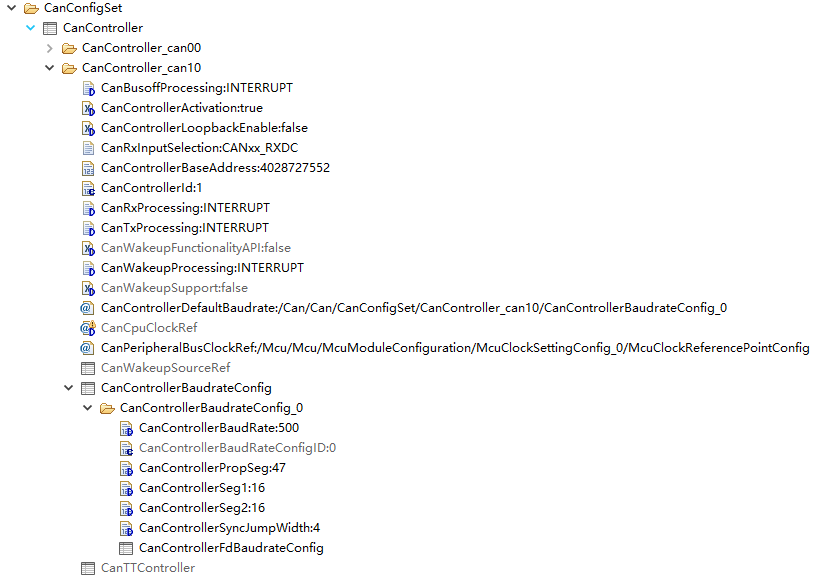 CanConfigSet
CanController
CanController_can00
CanController_can10
CanBusoffProcessing:INTERRUPT
CanControllerActivation:true
CanControllerLoopbackEnable:false
CanRxInputSelection:CANxx_RXDC
CanControllerBaseAddress:4028727552
CanControllerId:1
CanRxProcessing:INTERRUPT
CanTxProcessing:INTERRUPT
CanWakeupFunctionalityAPI:false
CanWakeupProcessing:INTERRUPT
CanWakeupSupport:false
CanControllerDefaultBaudrate:/Can/Can/CanConfigSet/CanController_can10/CanControllerBaudrateConfig_0
CanCpuClockRef
CanPeripheralBusClockRef:/Mcu/Mcu/McuModuleConfiguration/McuClockSettingConfig_0/McuClockReferencePointConfig
CanWakeupSourceRef
CanControllerBaudrateConfig
CanControllerBaudrateConfig_0
CanControllerBaudRate:500
CanControllerBaudRateConfigID:0
CanControllerPropSeg:47
CanControllerSeg1:16
CanControllerSeg2:16
CanControllerSyncJumpWidth:4
CanControllerFdBaudrateConfig
CanTTController